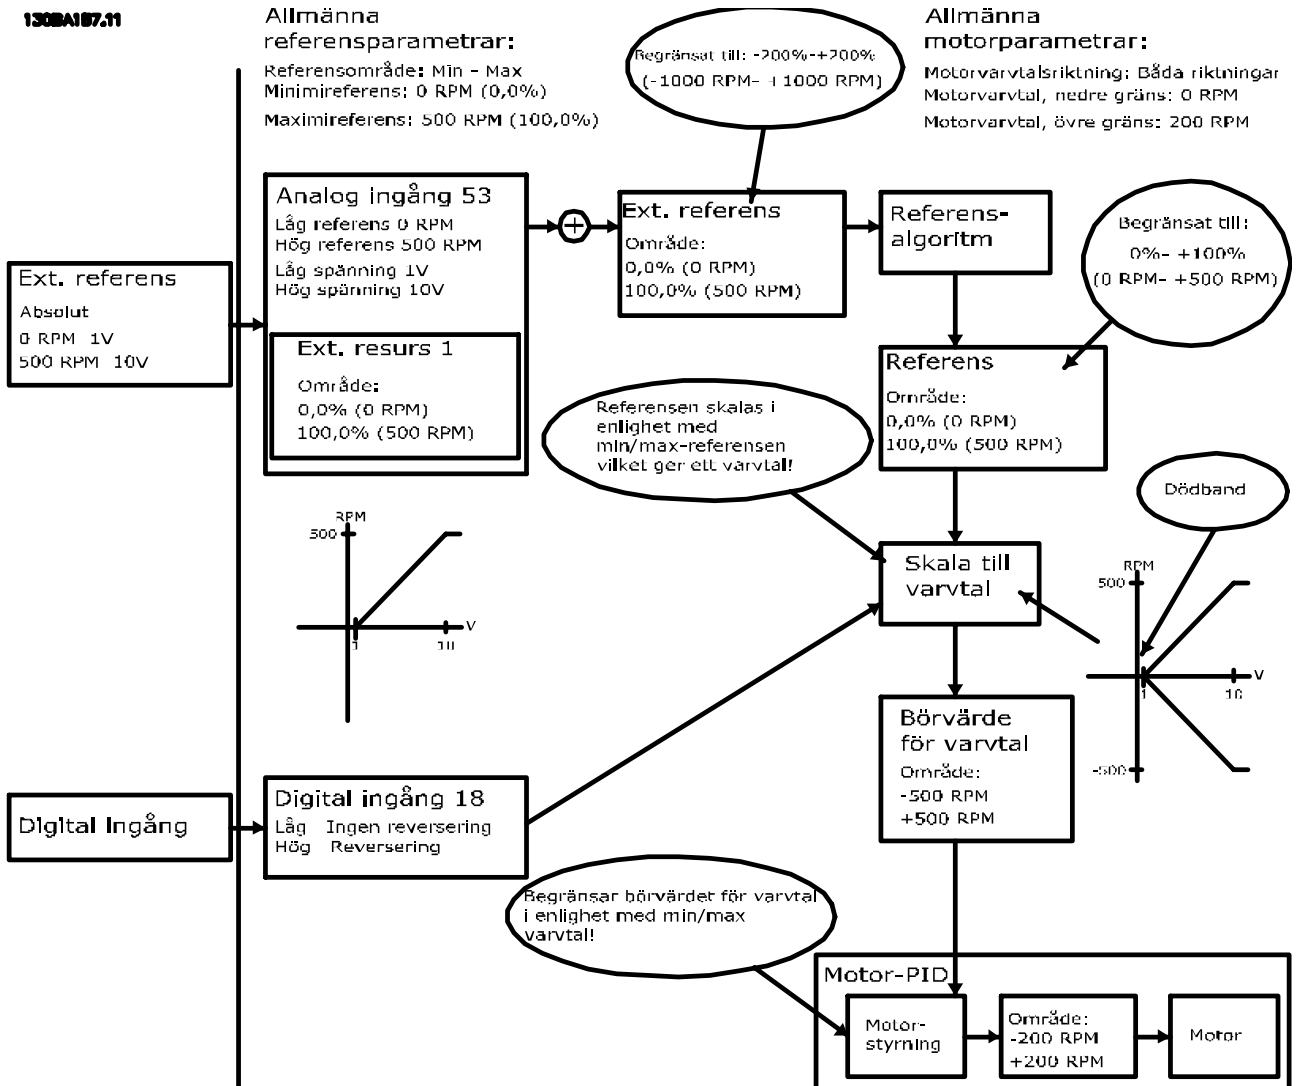 130BA187.11
Allmänna
referensparametrar:
Referensområde: Min - Max
Minimireferens: 0 RPM (0,0%)
Maximireferens: 500 RPM (100,0%)
Begränsat till: -200%-+200%
(-1000 RPM- +1000 RPM)
Allmänna
motorparametrar:
Motorvarvtalsriktning: Båda riktningar
Motorvarvtal, nedre gräns: 0 RPM
Motorvarvtal, övre gräns: 200 RPM
Ext. referens
Absolut
0 RPM 1V
500 RPM 10V
Analog ingång 53
Låg referens 0 RPM
Hög referens 500 RPM
Låg spänning 1V
Hög spänning 10V
Ext. resurs 1
Område:
0,0% (0 RPM)
100,0% (500 RPM)
+
Ext. referens
Område:
0,0% (0 RPM)
100,0% (500 RPM)
Referens-
algoritm
Begränsat till:
0%- +100%
(0 RPM- +500 RPM)
Referens
Område:
0,0% (0 RPM)
100,0% (500 RPM)
Referensen skalas i
enlighet med
min/max-referensen
vilket ger ett varvtal!
Dödband
RPM
500
V
1
10
Skala till
varvtal
RPM
500
V
1
10
-500
Börvärde
för varvtal
Område:
-500 RPM
+500 RPM
Digital ingång
Digital ingång 18
Låg Ingen reversering
Hög Reversering
Begränsar börvärdet för varvtal
i enlighet med min/max
varvtal!
Motor-PID
Motor-
styrning
Område:
-200 RPM
+200 RPM
Motor